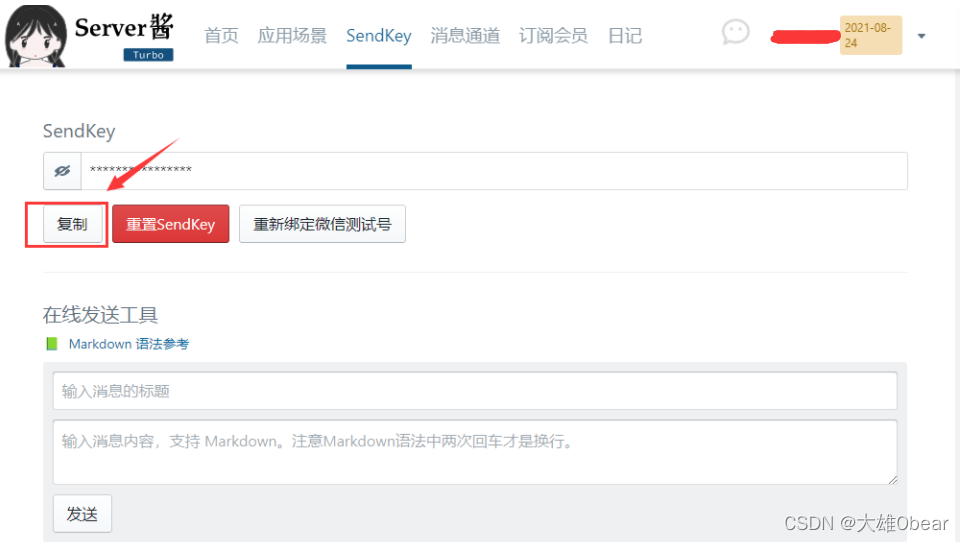 Server酱
Turbo
首页 应用场景 SendKey 消息通道 订阅会员 日记
2021-08-
24
SendKey
****************
复制 重置SendKey 重新绑定微信测试号
在线发送工具
Markdown 语法参考
输入消息的标题
输入消息内容，支持 Markdown。注意Markdown语法中两次回车才是换行。
发送
CSDN @大雄0bear